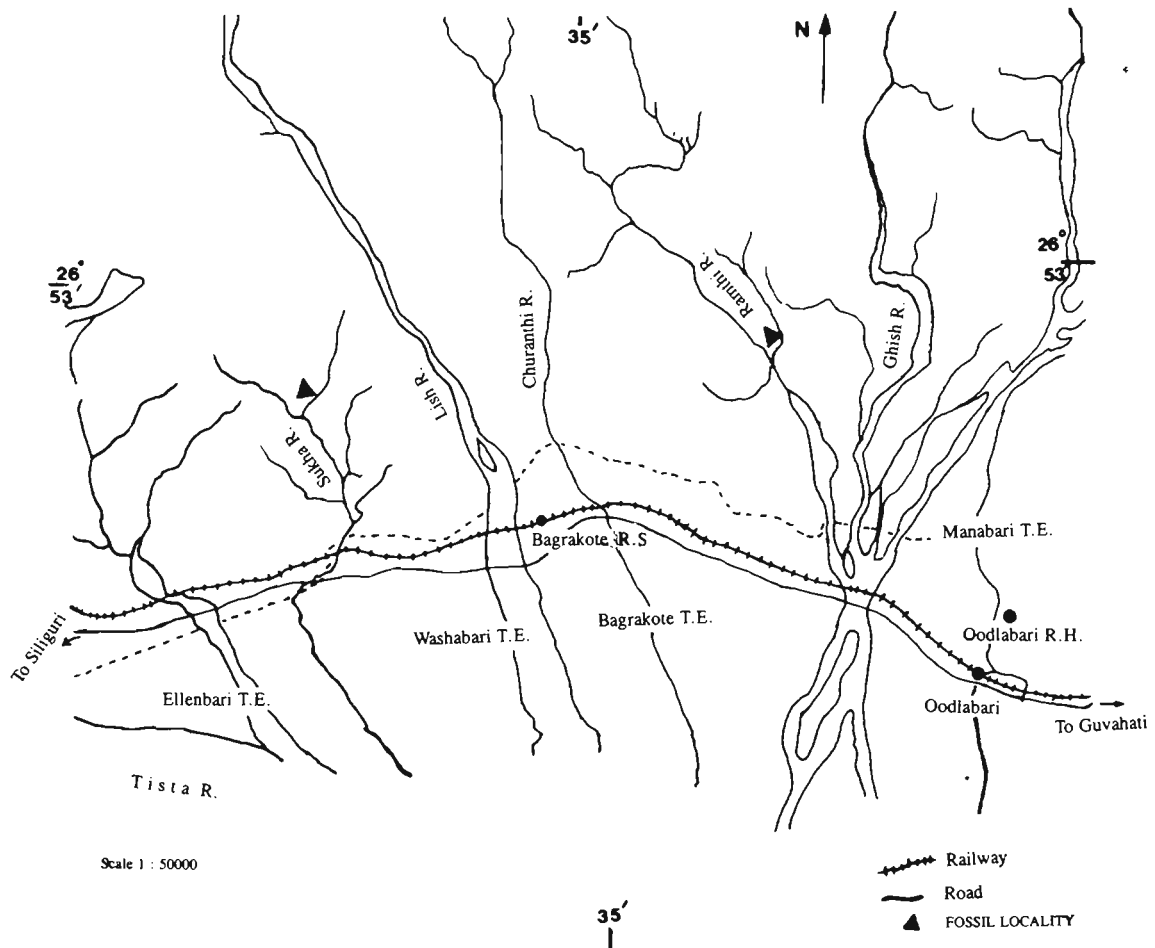 35′
N
26°
53′
26°
53′
Ramthi R.
Ghish R.
Churanthi R.
Lish R.
Sukha R.
Manabari T.E.
Bagrakote R.S
Bagrakote T.E.
Washabari T.E.
Oodlabari R.H.
To Siliguri
Ellenbari T.E.
Oodlabari
To Guvahati
Tista R.
Scale 1 : 50000
Railway
Road
FOSSIL LOCALITY
35′